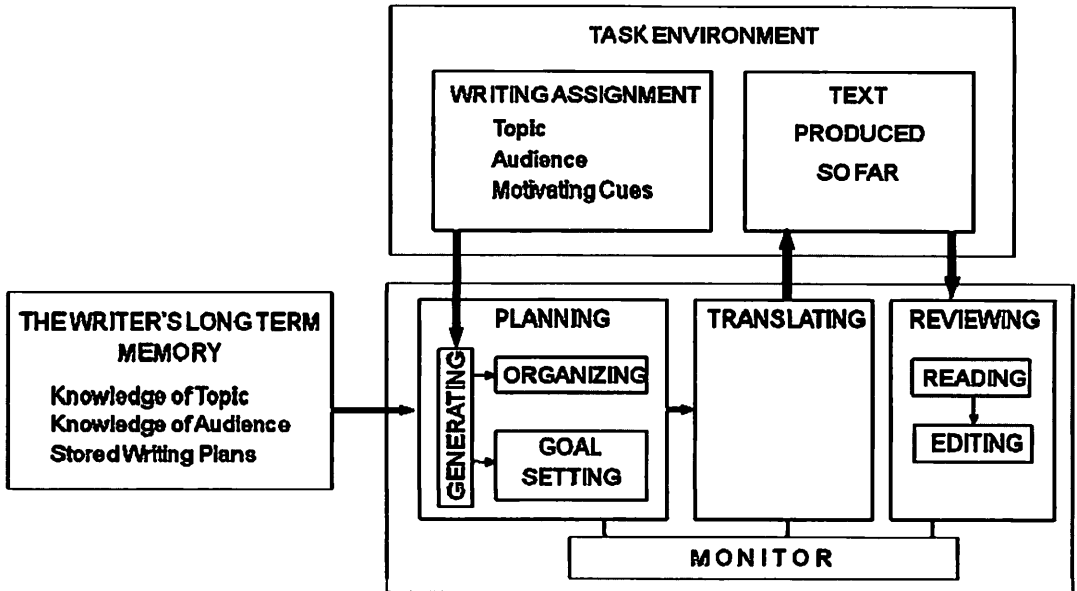 TASK ENVIRONMENT
WRITING ASSIGNMENT
Topic
Audience
Motivating Cues
TEXT
PRODUCED
SO FAR
THE WRITER'S LONG TERM
MEMORY
Knowledge of Topic
Knowledge of Audience
Stored Writing Plans
PLANNING
GENERATING
ORGANIZING
GOAL
SETTING
TRANSLATING
REVIEWING
READING
EDITING
MONITOR